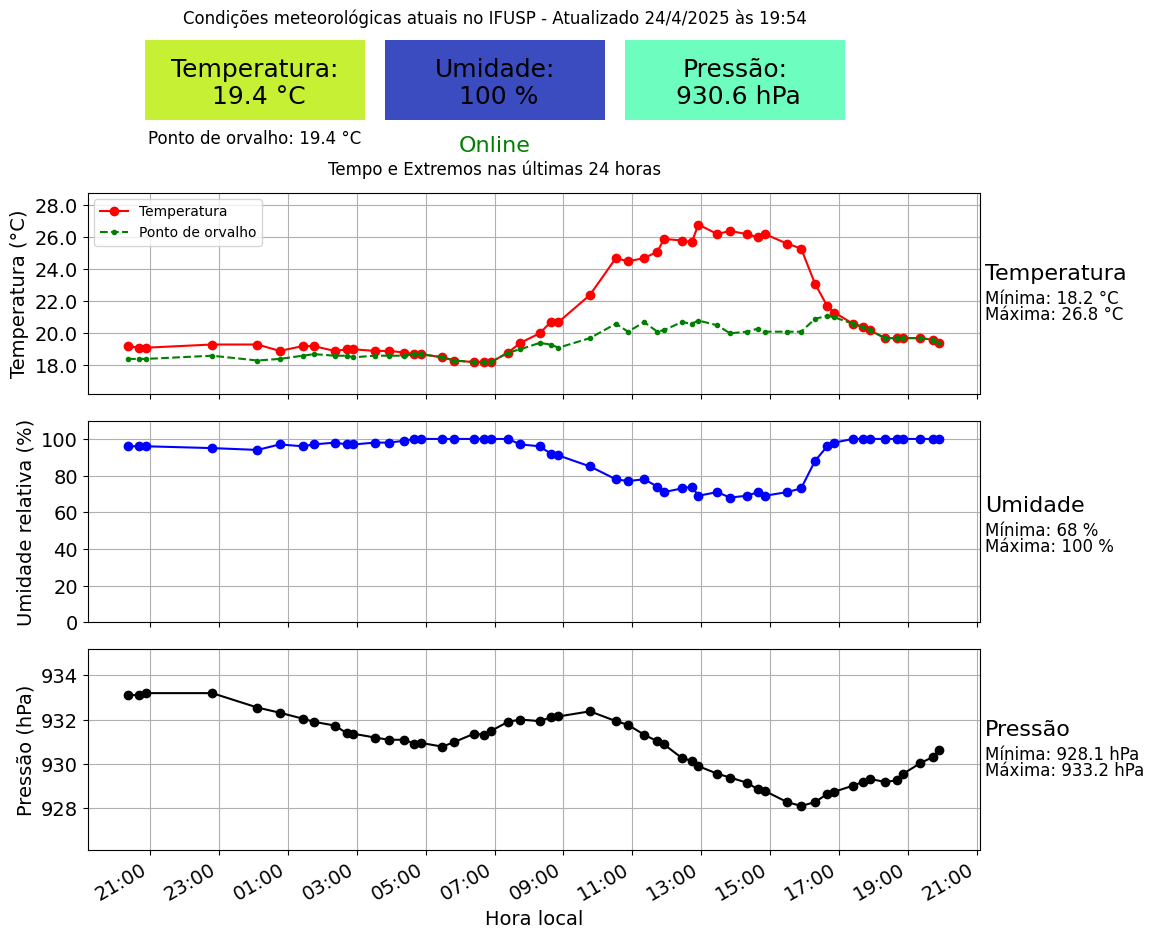 Condições meteorológicas atuais no IFUSP - Atualizado 24/4/2025 às 19:54
Temperatura:
19.4 °C
Umidade:
100 %
Pressão:
930.6 hPa
Ponto de orvalho: 19.4 °C
Online
Tempo e Extremos nas últimas 24 horas
Temperatura (°C)
28.0
26.0
24.0
22.0
20.0
18.0
Temperatura
Ponto de orvalho
Temperatura
Mínima: 18.2 °C
Máxima: 26.8 °C
Umidade relativa (%)
100
80
60
40
20
0
Umidade
Mínima: 68 %
Máxima: 100 %
Pressão (hPa)
934
932
930
928
Pressão
Mínima: 928.1 hPa
Máxima: 933.2 hPa
21:00
23:00
01:00
03:00
05:00
07:00
09:00
11:00
13:00
15:00
17:00
19:00
21:00
Hora local